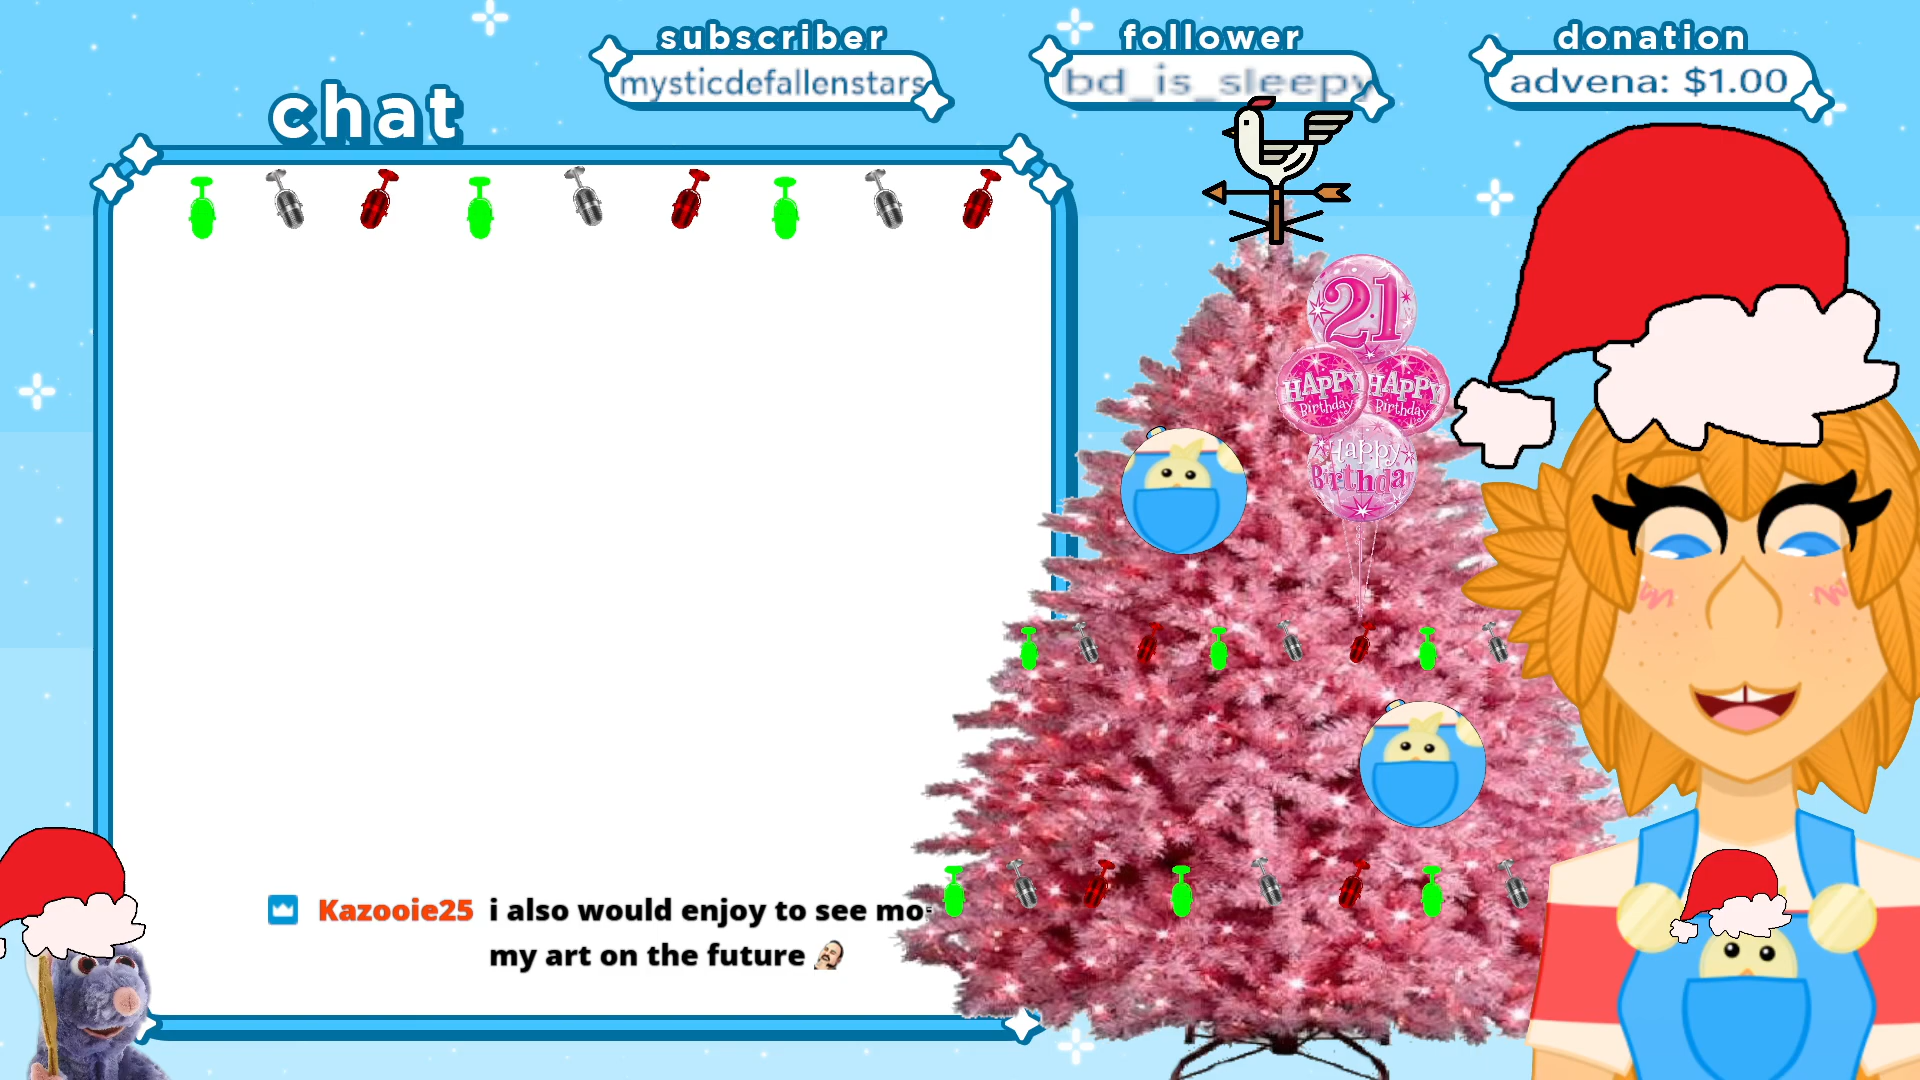 subscriber
mysticdefallenstars
follower
bd_is_sleepy
donation
advena: $1.00
chat
21
HAPPY
Birthday
HAPPY
Birthday
Happy
Birthda
Kazooie25 i also would enjoy to see mo
my art on the future